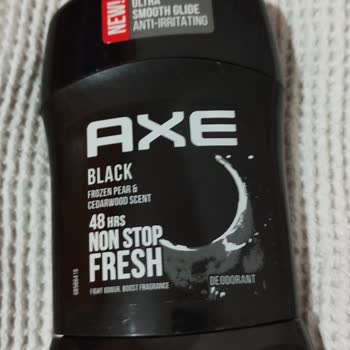 NEW!
ULTRA
SMOOTH GLIDE
ANTI-IRRITATING
AXE
BLACK
FROZEN PEAR &
CEDARWOOD SCENT
48 HRS
NON STOP
FRESH
FIGHT ODOUR, BOOST FRAGRANCE
DEODORANT